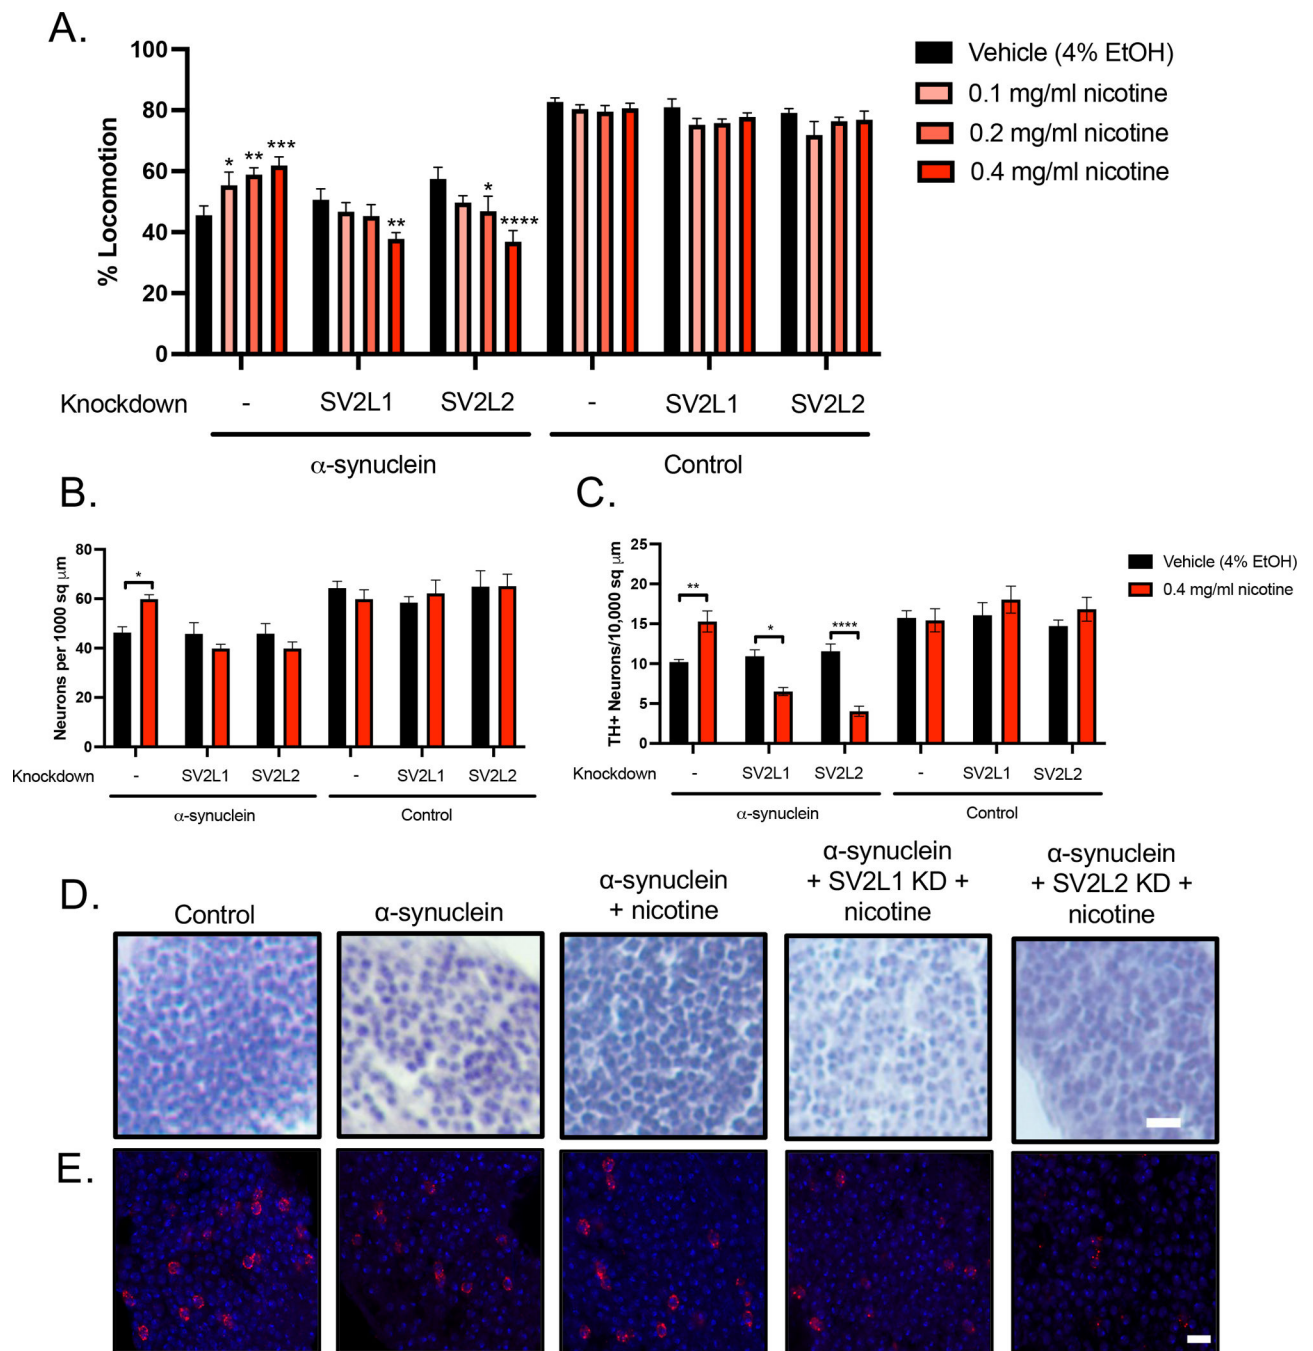 A.
100
80
60
40
20
0
% Locomotion
* ** ***
**
* ****
Vehicle (4% EtOH)
0.1 mg/ml nicotine
0.2 mg/ml nicotine
0.4 mg/ml nicotine
Knockdown - SV2L1 SV2L2 - SV2L1 SV2L2
α-synuclein Control
B.
80
60
40
20
0
Neurons per 1000 sq μm
*
Knockdown - SV2L1 SV2L2 - SV2L1 SV2L2
α-synuclein Control
C.
25
20
15
10
5
0
TH+ Neurons/10,000 sq μm
** * ****
Vehicle (4% EtOH)
0.4 mg/ml nicotine
Knockdown - SV2L1 SV2L2 - SV2L1 SV2L2
α-synuclein Control
D.
Control
α-synuclein
α-synuclein
+ nicotine
α-synuclein
+ SV2L1 KD +
nicotine
α-synuclein
+ SV2L2 KD +
nicotine
E.